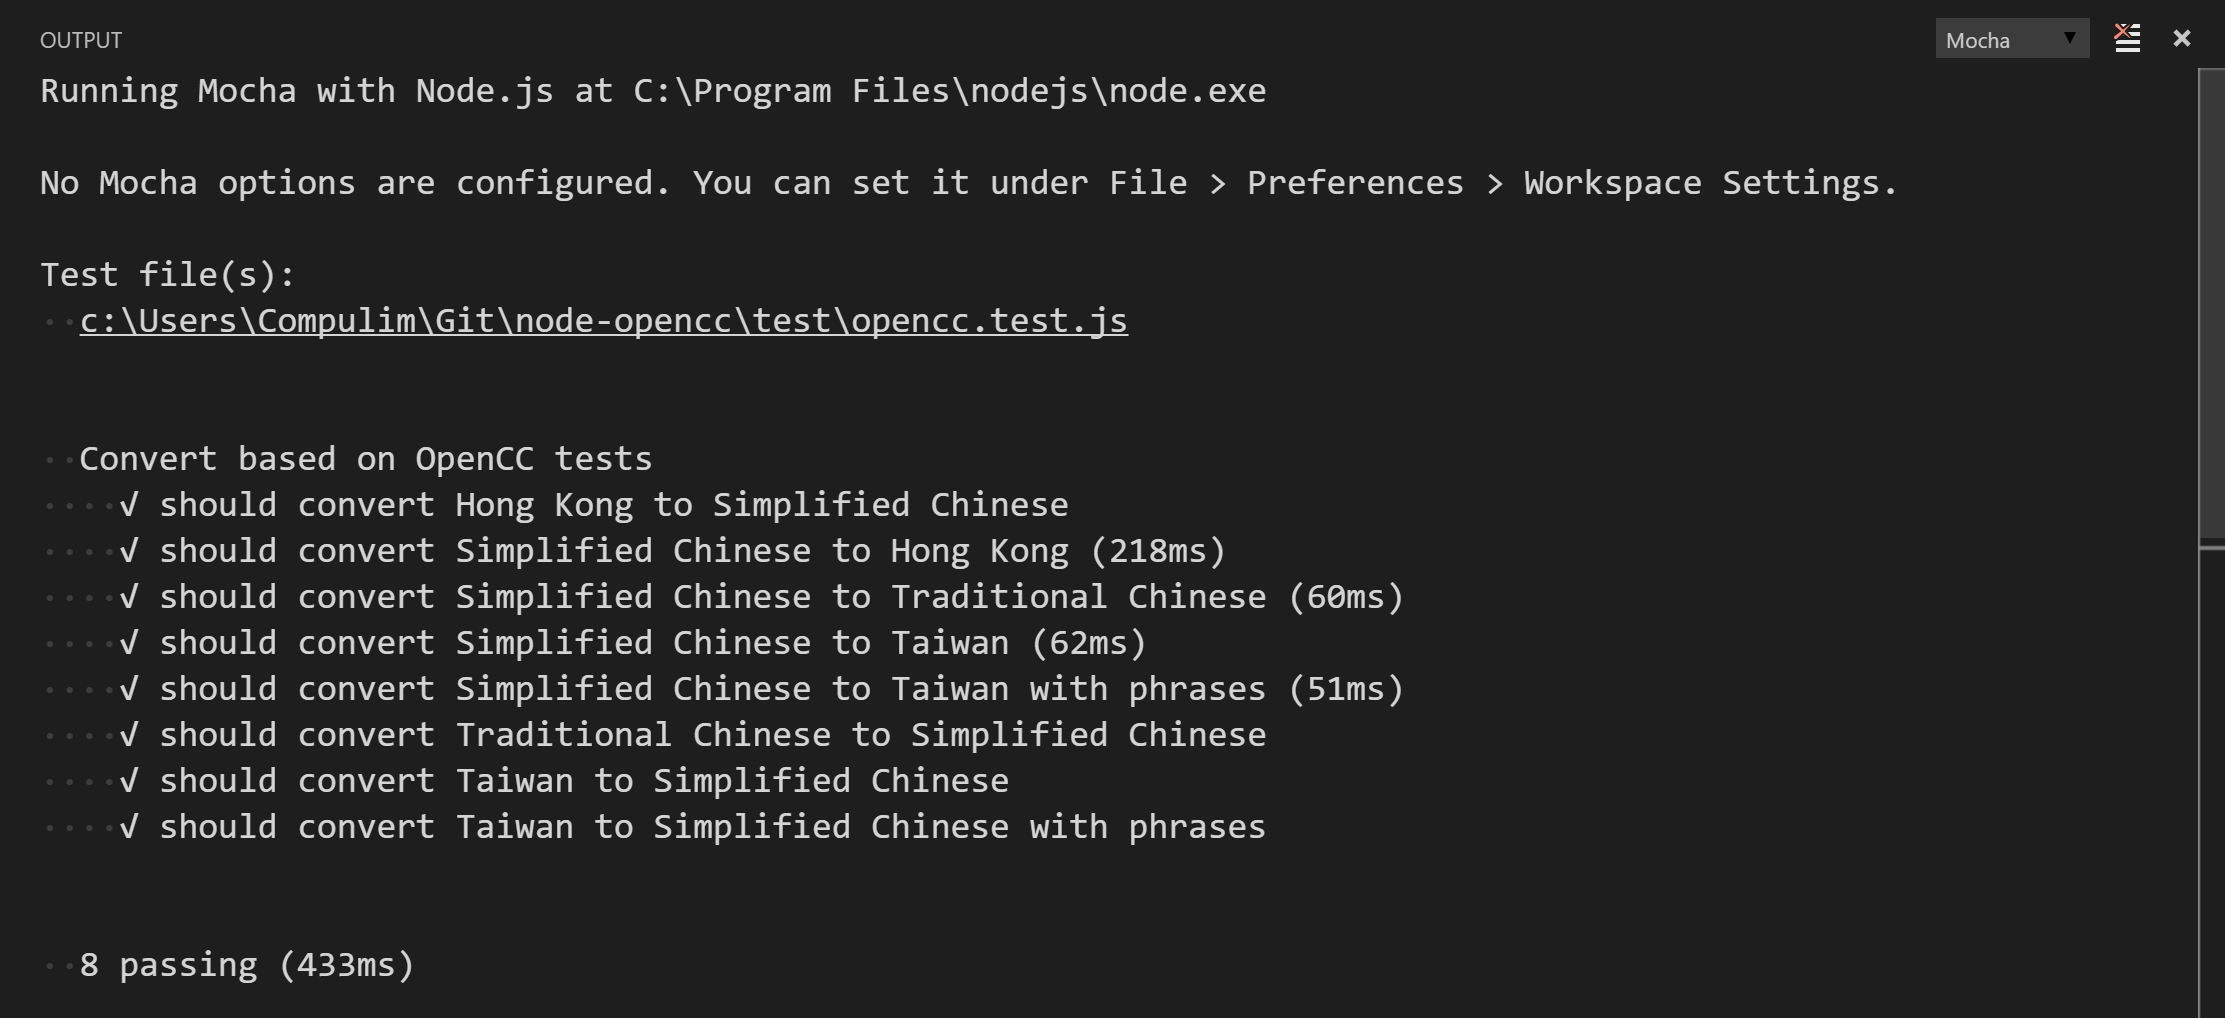 OUTPUT
Mocha
Running Mocha with Node.js at C:\Program Files\nodejs\node.exe
No Mocha options are configured. You can set it under File > Preferences > Workspace Settings.
Test file(s):
c:\Users\Compulim\Git\node-opencc\test\opencc.test.js
Convert based on OpenCC tests
√ should convert Hong Kong to Simplified Chinese
√ should convert Simplified Chinese to Hong Kong (218ms)
√ should convert Simplified Chinese to Traditional Chinese (60ms)
√ should convert Simplified Chinese to Taiwan (62ms)
√ should convert Simplified Chinese to Taiwan with phrases (51ms)
√ should convert Traditional Chinese to Simplified Chinese
√ should convert Taiwan to Simplified Chinese
√ should convert Taiwan to Simplified Chinese with phrases
8 passing (433ms)